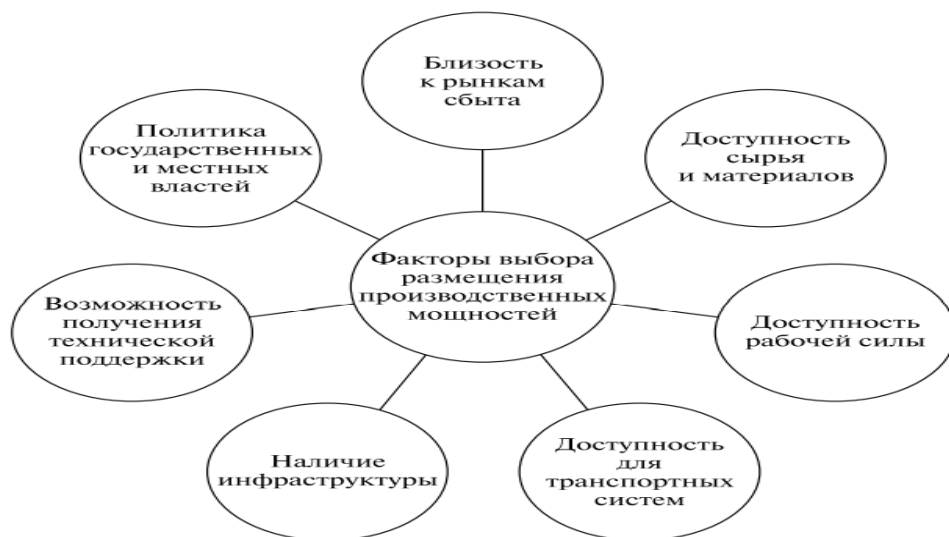 Близость
к рынкам
сбыта
Политика
государственных
и местных
властей
Доступность
сырья
и материалов
Факторы выбора
размещения
производственных
мощностей
Возможность
получения
технической
поддержки
Доступность
рабочей силы
Наличие
инфраструктуры
Доступность
для
транспортных
систем